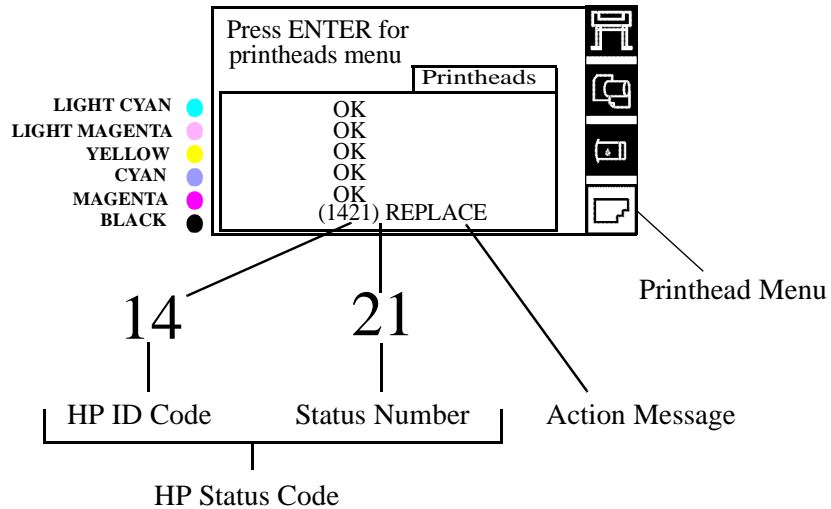 Press ENTER for
printheads menu
Printheads
LIGHT CYAN OK
LIGHT MAGENTA OK
YELLOW OK
CYAN OK
MAGENTA OK
BLACK (1421) REPLACE
Printhead Menu
14 21
HP ID Code Status Number Action Message
HP Status Code